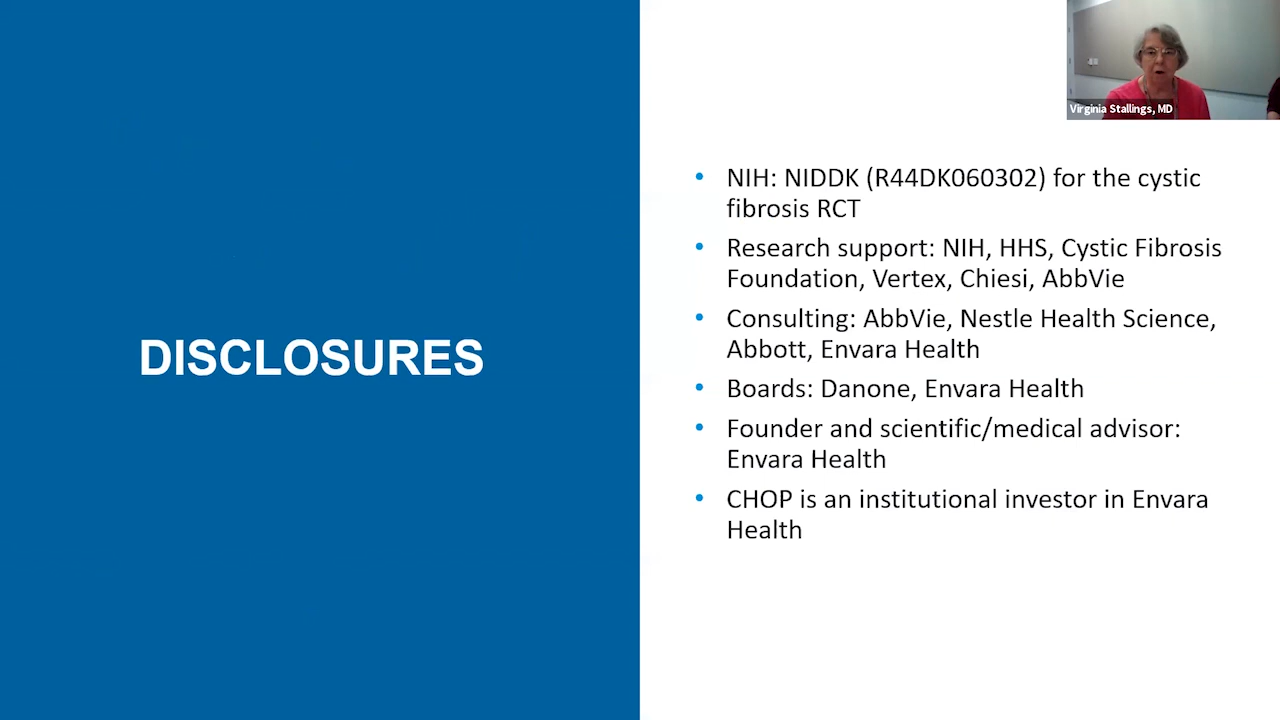 Virginia Stallings, MD
DISCLOSURES
• NIH: NIDDK (R44DK060302) for the cystic
fibrosis RCT
• Research support: NIH, HHS, Cystic Fibrosis
Foundation, Vertex, Chiesi, AbbVie
• Consulting: AbbVie, Nestle Health Science,
Abbott, Envara Health
• Boards: Danone, Envara Health
• Founder and scientific/medical advisor:
Envara Health
• CHOP is an institutional investor in Envara
Health